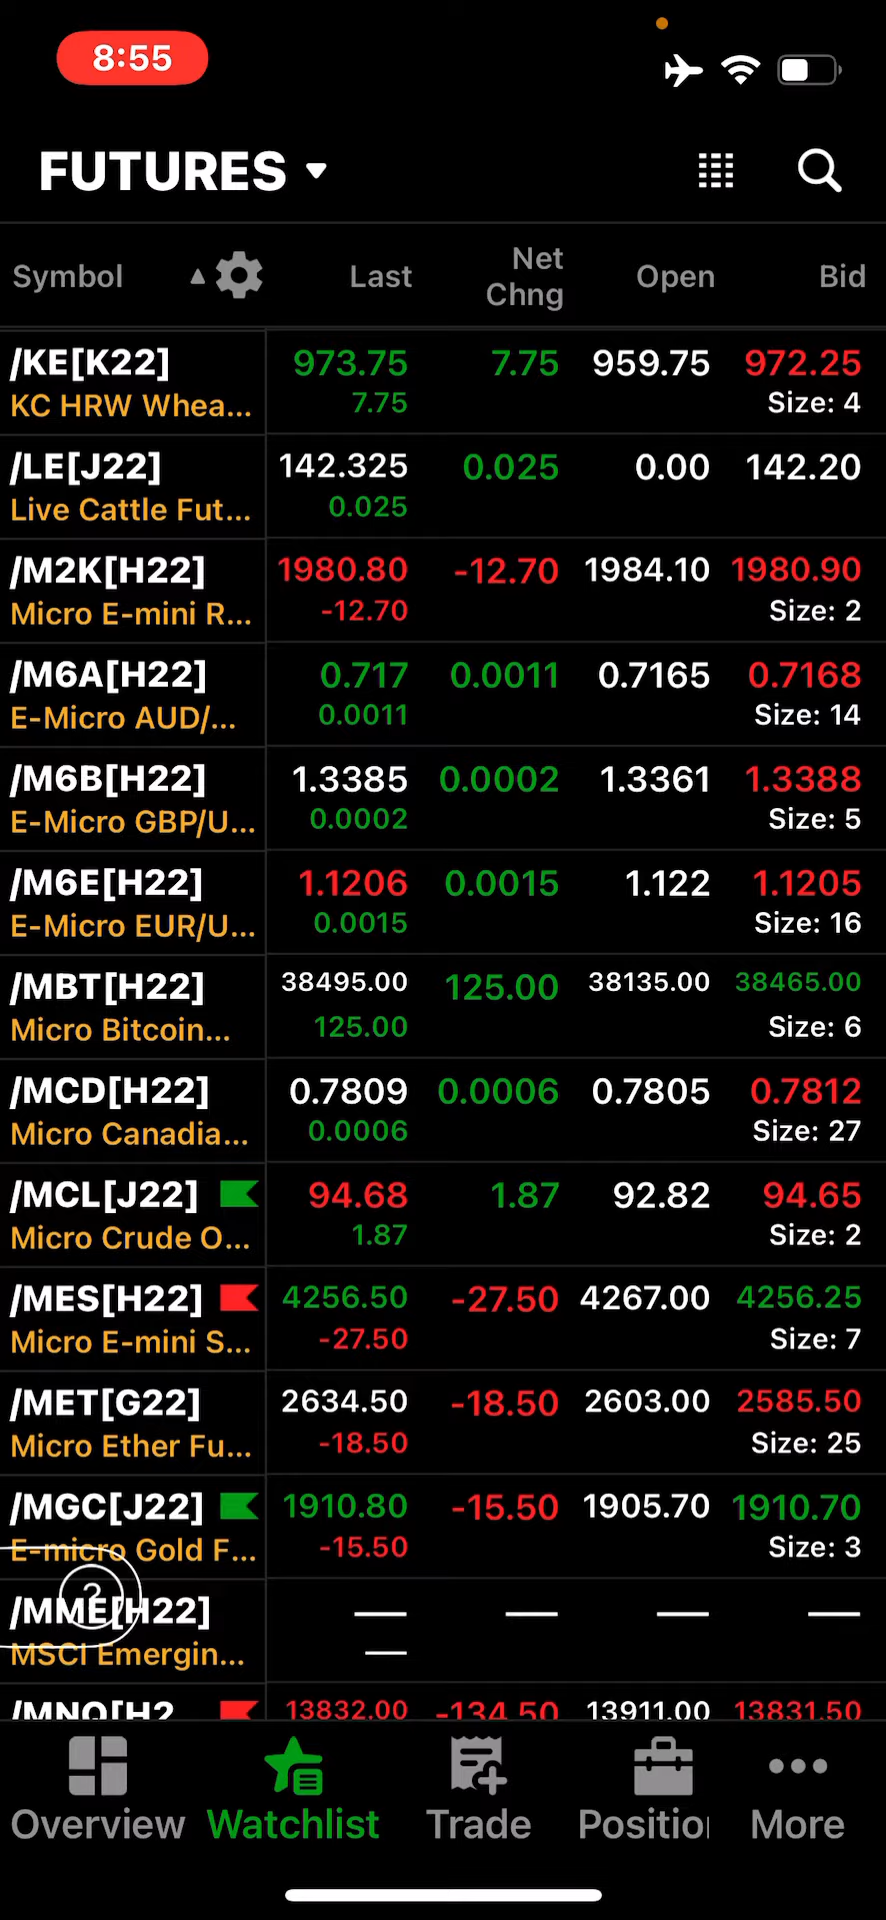 8:55
FUTURES
Symbol Last Net Chng Open Bid
/KE[K22] 973.75 7.75 959.75 972.25
KC HRW Whea... 7.75 Size: 4
/LE[J22] 142.325 0.025 0.00 142.20
Live Cattle Fut... 0.025
/M2K[H22] 1980.80 -12.70 1984.10 1980.90
Micro E-mini R... -12.70 Size: 2
/M6A[H22] 0.717 0.0011 0.7165 0.7168
E-Micro AUD/... 0.0011 Size: 14
/M6B[H22] 1.3385 0.0002 1.3361 1.3388
E-Micro GBP/U... 0.0002 Size: 5
/M6E[H22] 1.1206 0.0015 1.122 1.1205
E-Micro EUR/U... 0.0015 Size: 16
/MBT[H22] 38495.00 125.00 38135.00 38465.00
Micro Bitcoin... 125.00 Size: 6
/MCD[H22] 0.7809 0.0006 0.7805 0.7812
Micro Canadia... 0.0006 Size: 27
/MCL[J22] 94.68 1.87 92.82 94.65
Micro Crude O... 1.87 Size: 2
/MES[H22] 4256.50 -27.50 4267.00 4256.25
Micro E-mini S... -27.50 Size: 7
/MET[G22] 2634.50 -18.50 2603.00 2585.50
Micro Ether Fu... -18.50 Size: 25
/MGC[J22] 1910.80 -15.50 1905.70 1910.70
E-micro Gold F... -15.50 Size: 3
/MME[H22] — — — —
MSCI Emergin... —
/MNQ[H2 13832.00 -134.50 13911.00 13831.50
Overview Watchlist Trade Position More